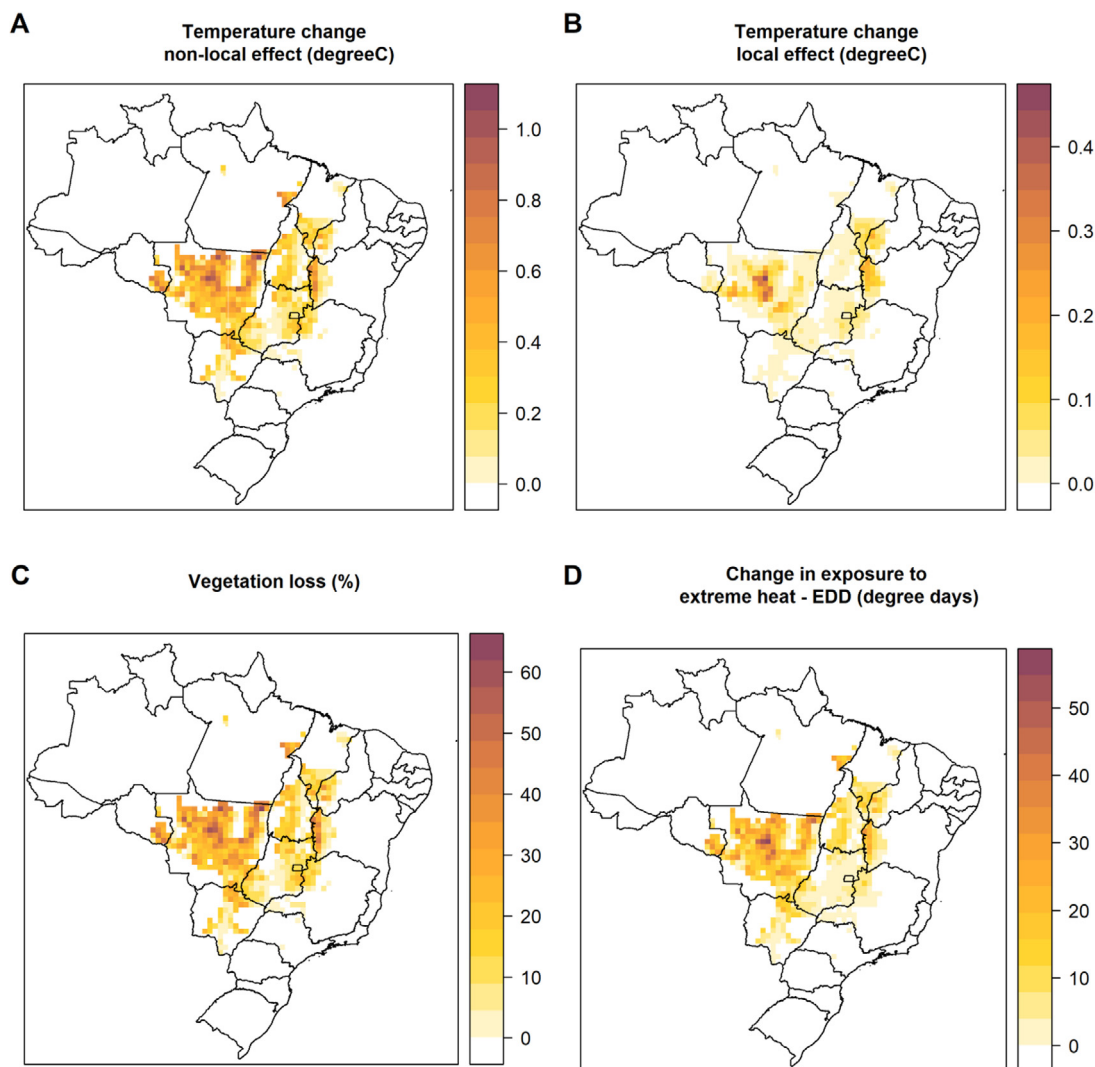 A
Temperature change
non-local effect (degreeC)
1.0
0.8
0.6
0.4
0.2
0.0
B
Temperature change
local effect (degreeC)
0.4
0.3
0.2
0.1
0.0
C
Vegetation loss (%)
60
50
40
30
20
10
0
D
Change in exposure to
extreme heat - EDD (degree days)
50
40
30
20
10
0